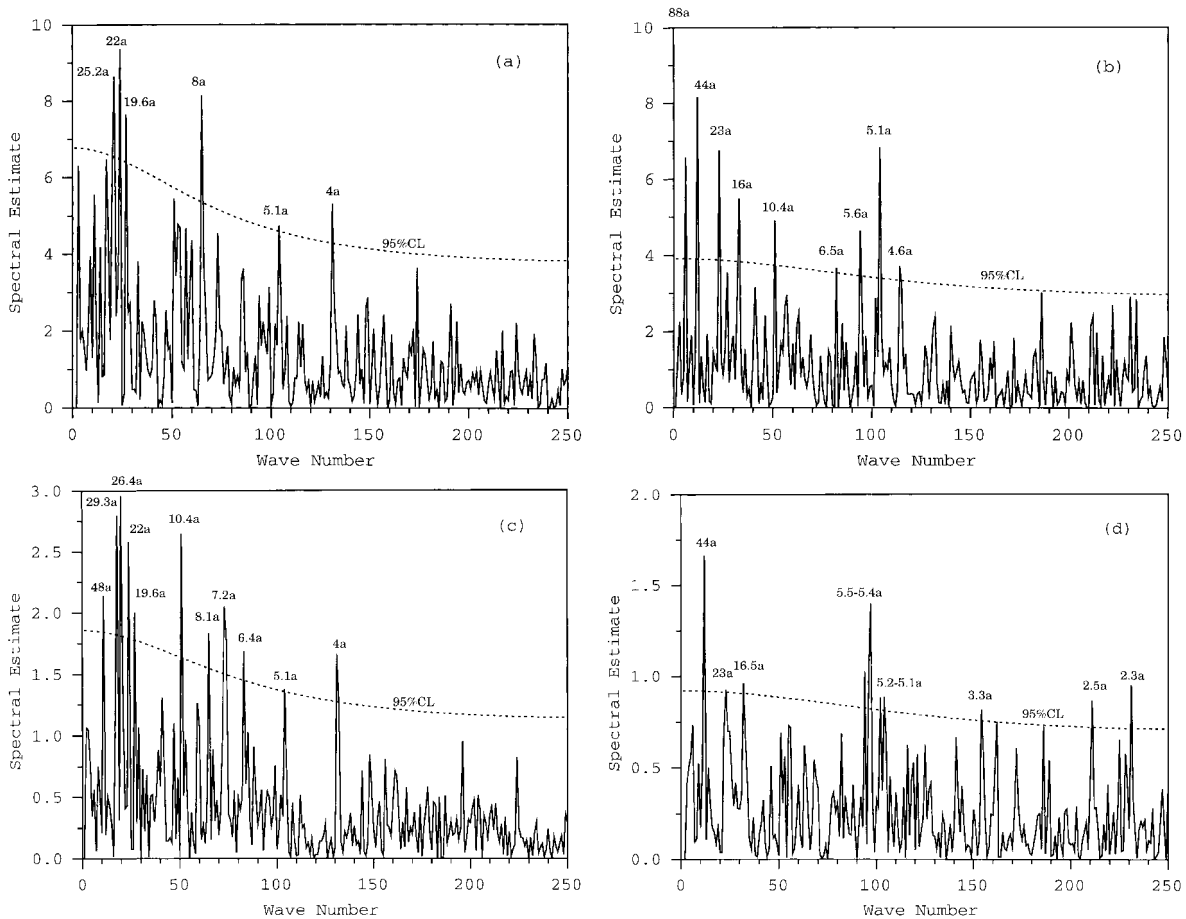 88a
10
22a
(a)
25.2a
19.6a
8a
8
6
5.1a
4a
95%CL
4
2
0
Spectral Estimate
0 50 100 150 200 250
Wave Number
10
(b)
44a
8
23a
5.1a
16a
10.4a
5.6a
6.5a
4.6a
95%CL
6
4
2
0
Spectral Estimate
0 50 100 150 200 250
Wave Number
26.4a
3.0
29.3a
22a
10.4a
(c)
2.5
48a
19.6a
7.2a
8.1a
6.4a
4a
5.1a
95%CL
2.0
1.5
1.0
0.5
0.0
Spectral Estimate
0 50 100 150 200 250
Wave Number
2.0
(d)
44a
5.5-5.4a
1.5
23a
16.5a
5.2-5.1a
3.3a
95%CL
2.5a
2.3a
1.0
0.5
0.0
Spectral Estimate
0 50 100 150 200 250
Wave Number